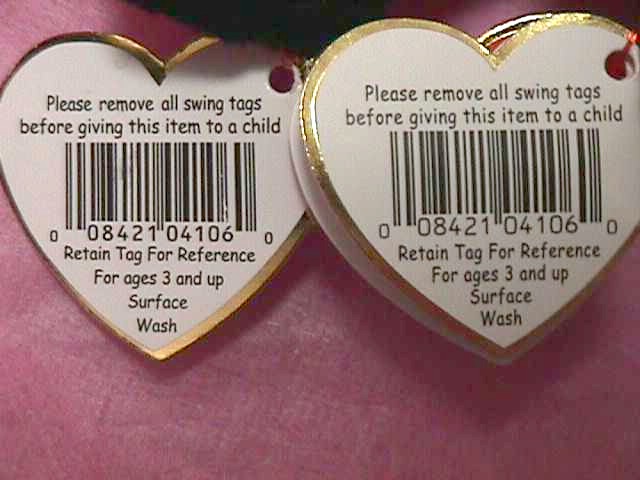 Please remove all swing tags
before giving this item to a child
0 08421 04106 0
Retain Tag For Reference
For ages 3 and up
Surface
Wash
Please remove all swing tags
before giving this item to a child
0 08421 04106 0
Retain Tag For Reference
For ages 3 and up
Surface
Wash